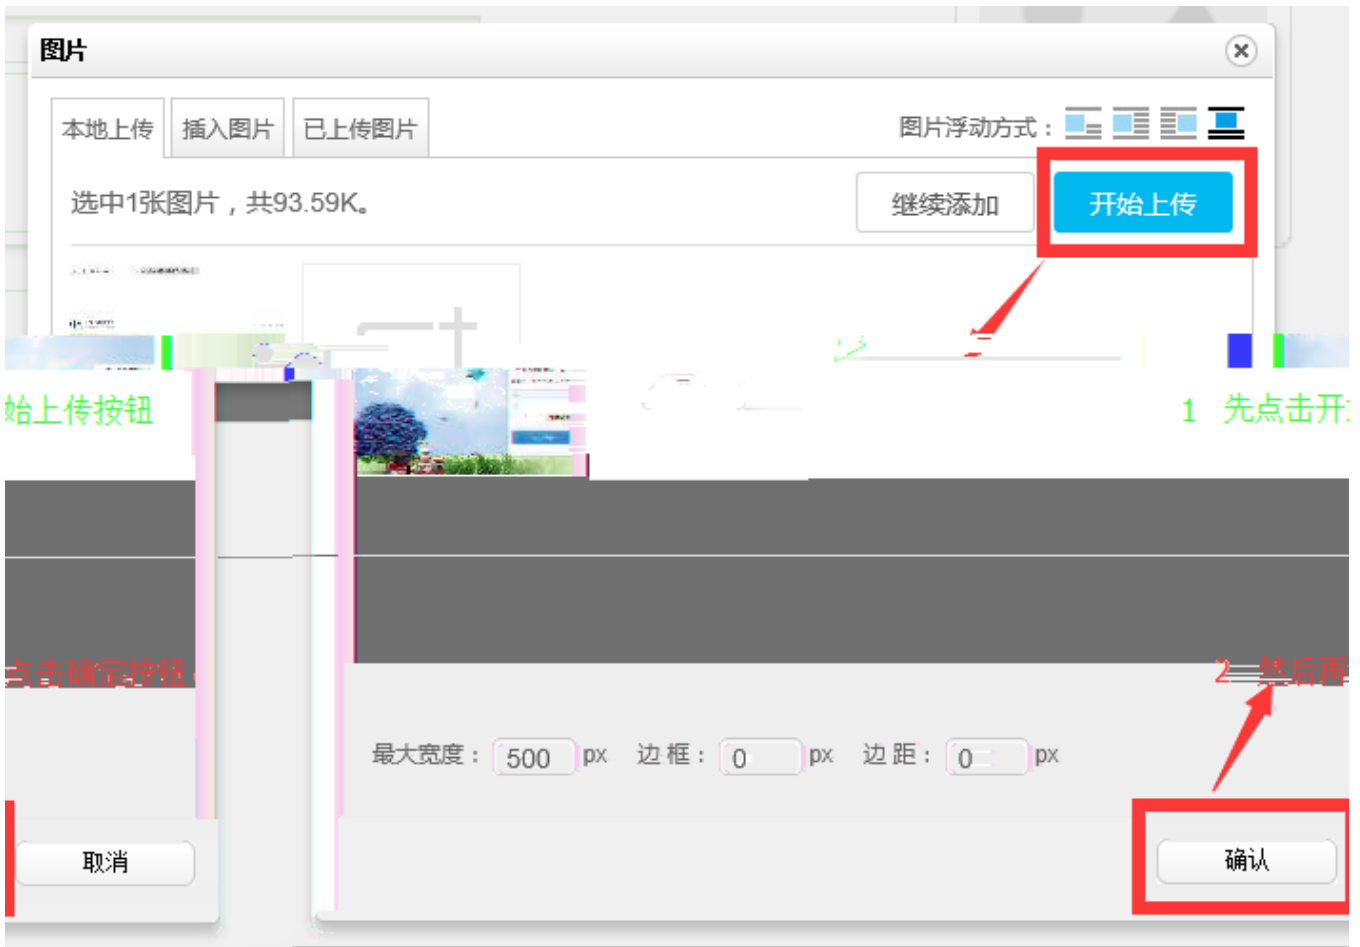 图片
本地上传 插入图片 已上传图片 图片浮动方式：
选中1张图片，共93.59K。 继续添加 开始上传
始上传按钮 1 先点击开
点击确定按钮 2 然后再
最大宽度： 500 px 边框： 0 px 边距： 0 px
取消 确认